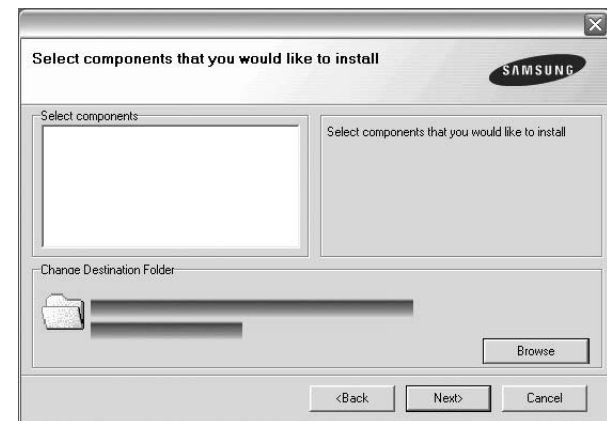 Select components that you would like to install
SAMSUNG
Select components
Select components that you would like to install
Change Destination Folder
Browse
<Back
Next>
Cancel